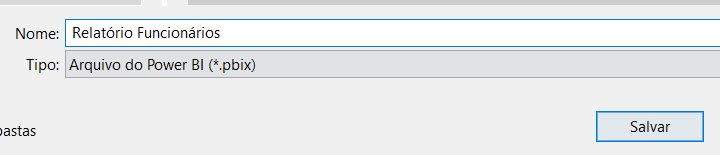 Nome: Relatório Funcionários
Tipo: Arquivo do Power BI (*.pbix)
Salvar
pastas